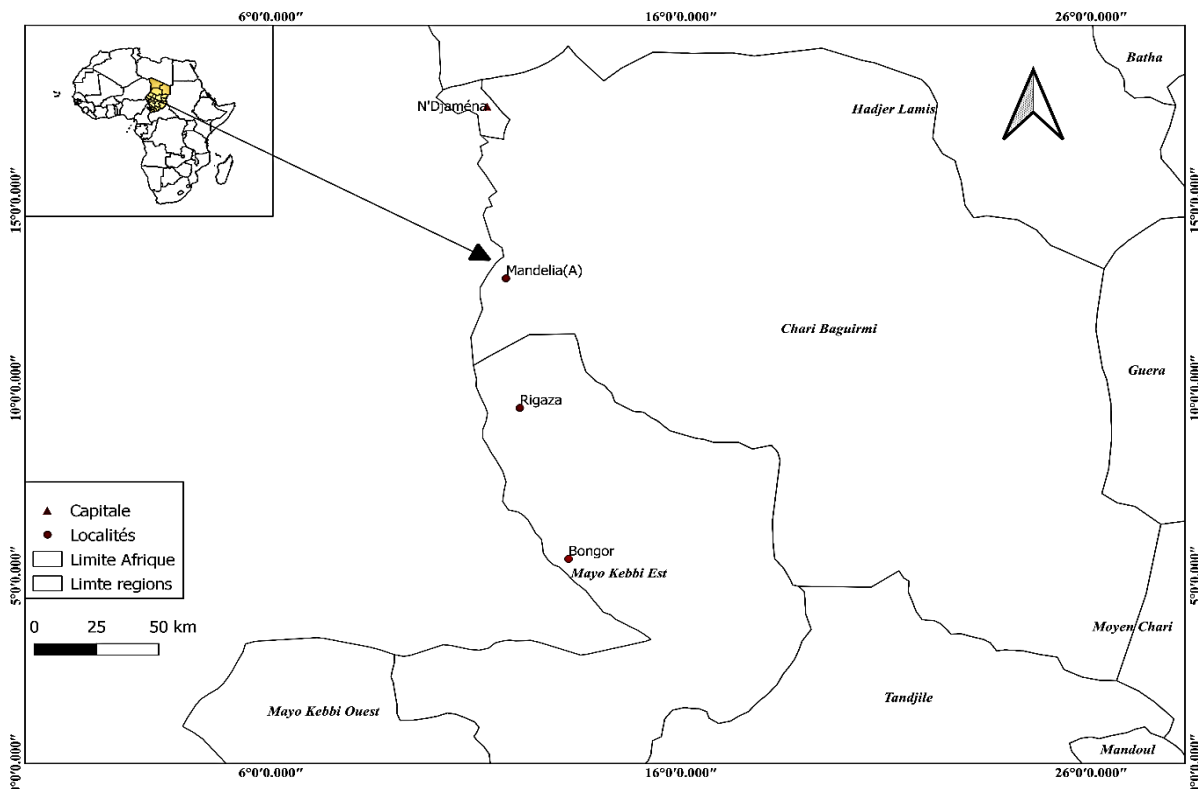 6°0'0.000"
16°0'0.000"
26°0'0.000"
Batha
N'Djaména
Hadjer Lamis
15°0'0.000"
15°0'0.000"
Mandelia(A)
Chari Baguirmi
Guera
10°0'0.000"
10°0'0.000"
Rigaza
Capitale
Localités
Limite Afrique
Limte regions
Bongor
Mayo Kebbi Est
5°0'0.000"
5°0'0.000"
0 25 50 km
Moyen Chari
Mayo Kebbi Ouest
Tandjile
Mandoul
0°0'0.000"
0°0'0.000"
6°0'0.000"
16°0'0.000"
26°0'0.000"